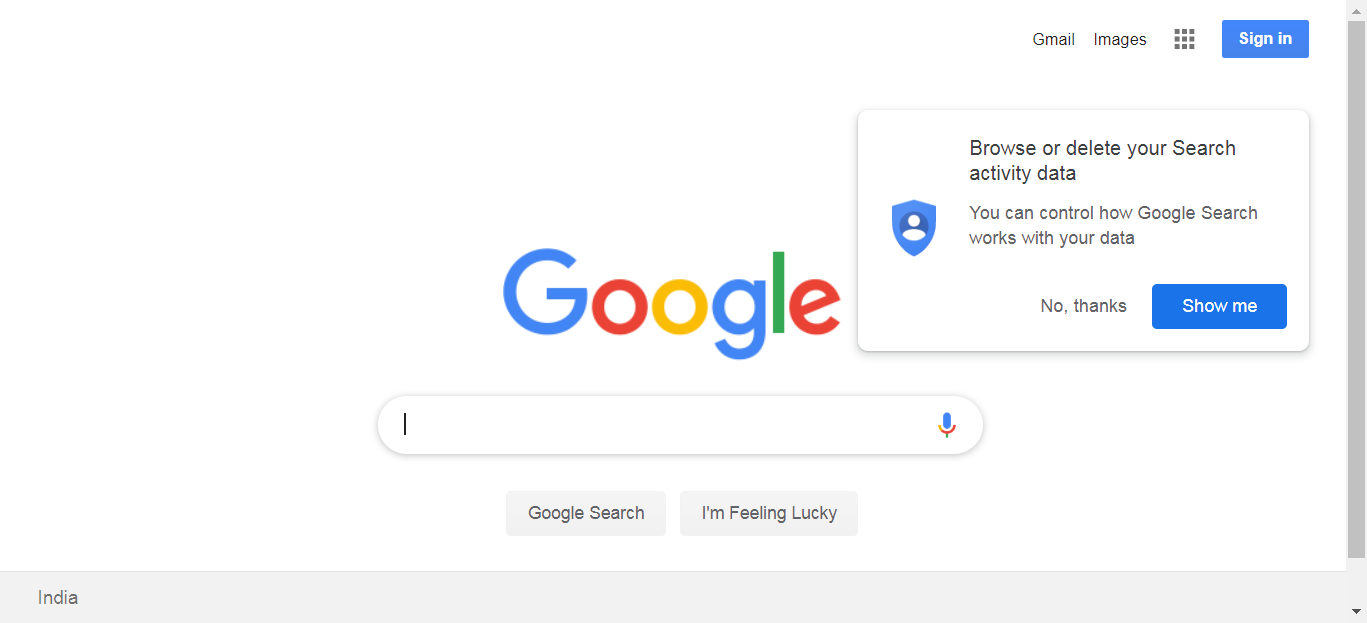 Gmail Images Sign in
Browse or delete your Search
activity data
You can control how Google Search
works with your data
No, thanks Show me
Google
Google Search I'm Feeling Lucky
India